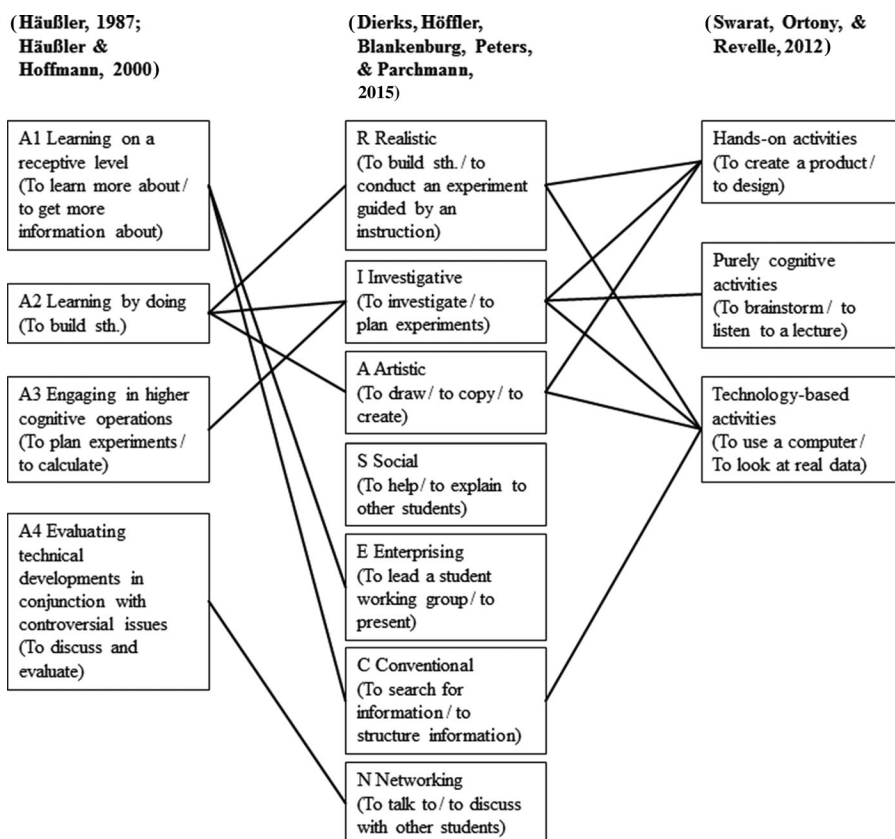 (Häußler, 1987;
Häußler &
Hoffmann, 2000)
A1 Learning on a
receptive level
(To learn more about/
to get more
information about)
A2 Learning by doing
(To build sth.)
A3 Engaging in higher
cognitive operations
(To plan experiments/
to calculate)
A4 Evaluating
technical
developments in
conjunction with
controversial issues
(To discuss and
evaluate)
(Dierks, Höffler,
Blankenburg, Peters,
& Parchmann,
2015)
R Realistic
(To build sth./ to
conduct an experiment
guided by an
instruction)
I Investigative
(To investigate/ to
plan experiments)
A Artistic
(To draw/ to copy/ to
create)
S Social
(To help/ to explain to
other students)
E Enterprising
(To lead a student
working group/ to
present)
C Conventional
(To search for
information/ to
structure information)
N Networking
(To talk to/ to discuss
with other students)
(Swarat, Ortony, &
Revelle, 2012)
Hands-on activities
(To create a product/
to design)
Purely cognitive
activities
(To brainstorm/ to
listen to a lecture)
Technology-based
activities
(To use a computer/
To look at real data)